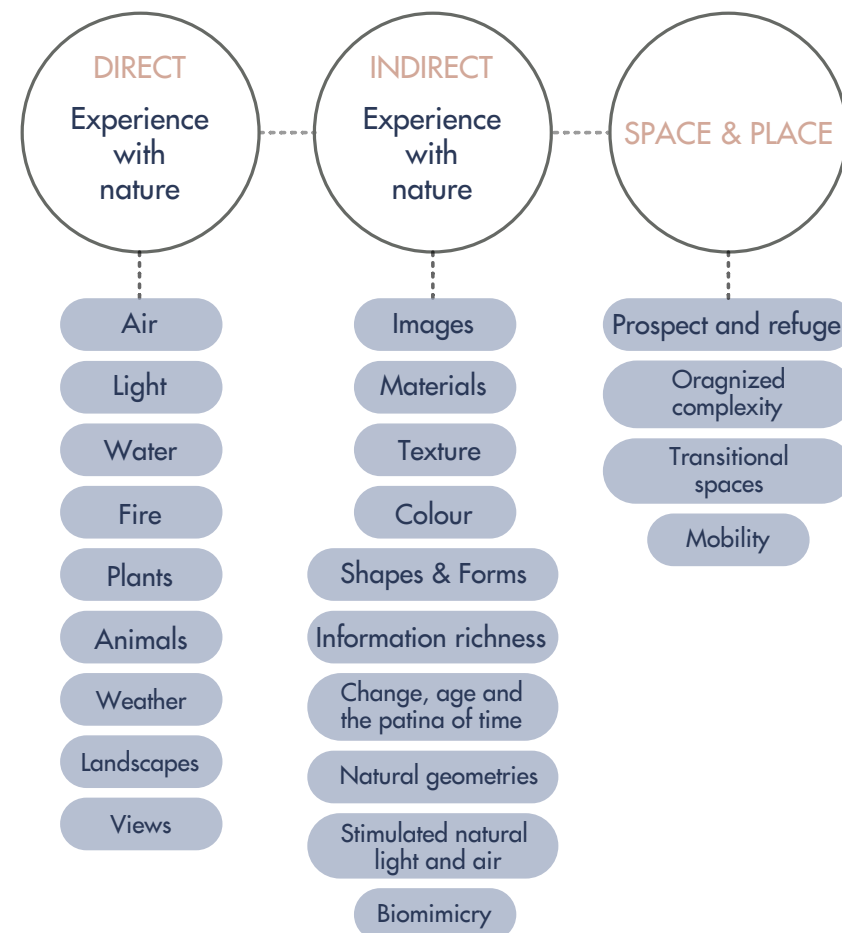 DIRECT
Experience
with
nature
Air
Light
Water
Fire
Plants
Animals
Weather
Landscapes
Views
INDIRECT
Experience
with
nature
Images
Materials
Texture
Colour
Shapes & Forms
Information richness
Change, age and
the patina of time
Natural geometries
Stimulated natural
light and air
Biomimicry
SPACE & PLACE
Prospect and refuge
Oragnized
complexity
Transitional
spaces
Mobility